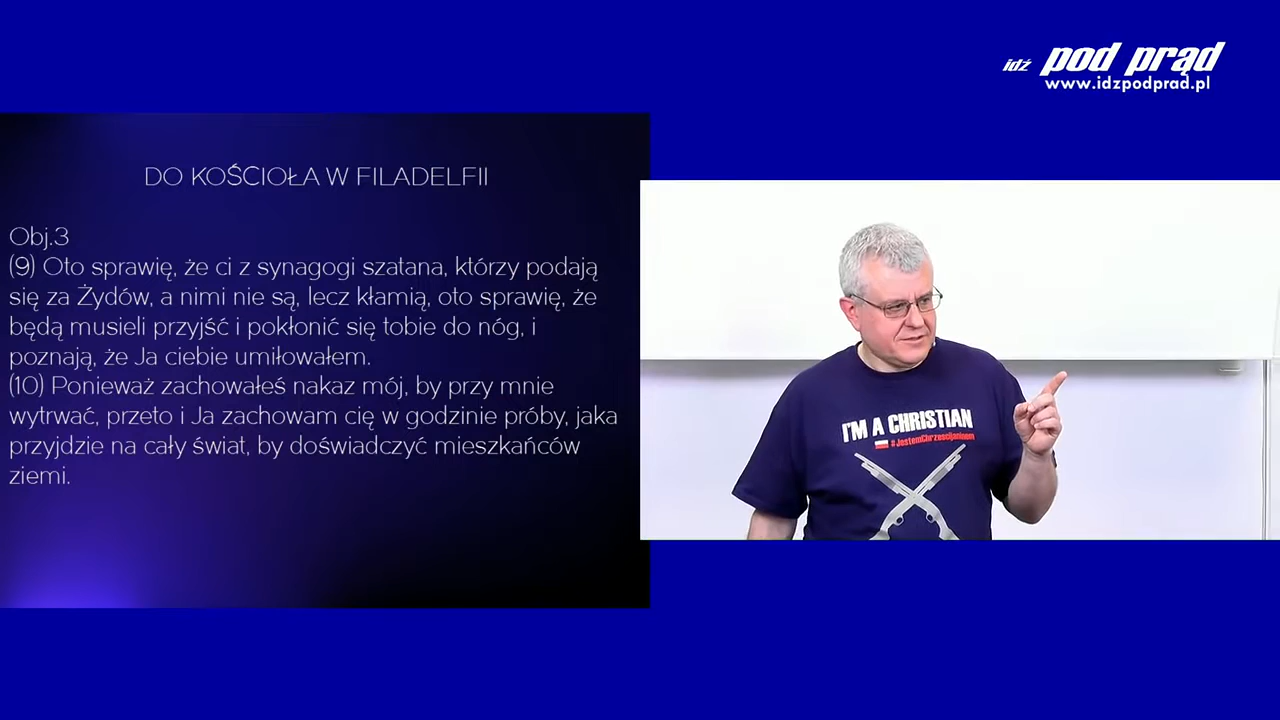 idź pod prąd
www.idzpodprad.pl
DO KOŚCIOŁA W FILADELFII
Obj.3
(9) Oto sprawię, że ci z synagogi szatana, którzy podają
się za Żydów, a nimi nie są, lecz kłamią, oto sprawię, że
będą musieli przyjść i pokłonić się tobie do nóg, i
poznają, że Ja ciebie umiłowałem.
(10) Ponieważ zachowałeś nakaz mój, by przy mnie
wytrwać, przeto i Ja zachowam cię w godzinie próby, jaka
przyjdzie na cały świat, by doświadczyć mieszkańców
ziemi.
I'M A CHRISTIAN
#JestemChrześcijaninem